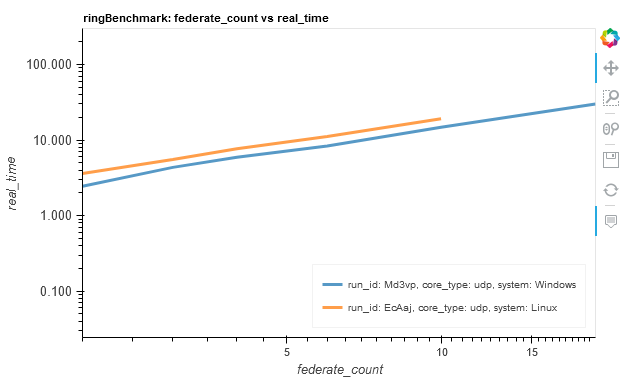 ringBenchmark: federate_count vs real_time
100.000
10.000
1.000
0.100
real_time
5
10
15
federate_count
run_id: Md3vp, core_type: udp, system: Windows
run_id: EcAaj, core_type: udp, system: Linux